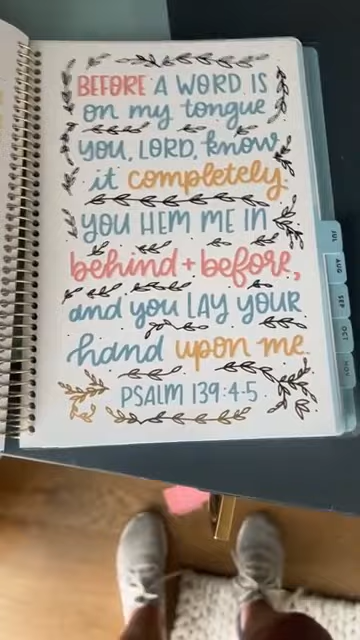 BEFORE A WORD IS
on my tongue
you, LORD, know
it completely
YOU HEM ME IN
behind + before,
and you LAY YOUR
hand upon me.
PSALM 139:4-5
JUL
AUG
SEP
OCT
NOV